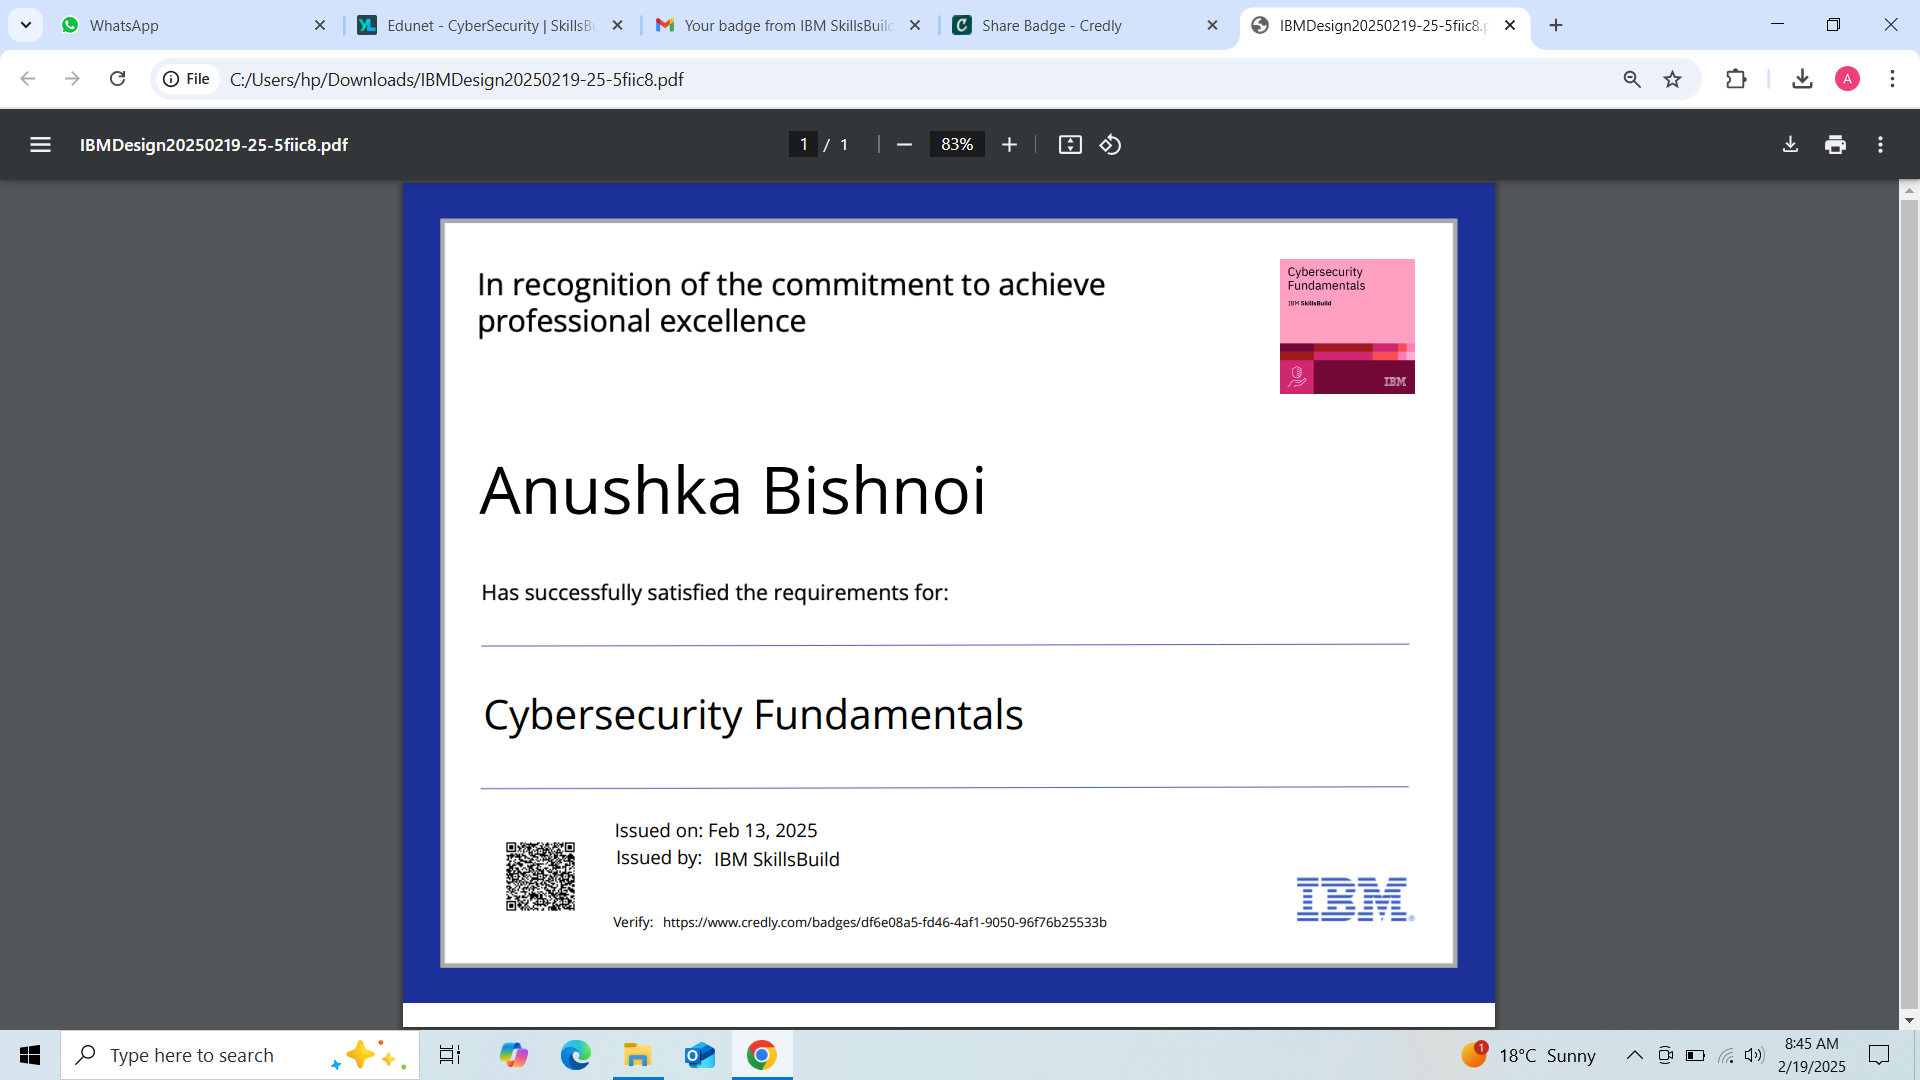 WhatsApp
Edunet - CyberSecurity | SkillsB
Your badge from IBM SkillsBuild
Share Badge - Credly
IBMDesign20250219-25-5fiic8.p
File
C:/Users/hp/Downloads/IBMDesign20250219-25-5fiic8.pdf
A
IBMDesign20250219-25-5fiic8.pdf
1 / 1
83%
In recognition of the commitment to achieve
professional excellence
Cybersecurity
Fundamentals
IBM SkillsBuild
IBM
Anushka Bishnoi
Has successfully satisfied the requirements for:
Cybersecurity Fundamentals
Issued on: Feb 13, 2025
Issued by: IBM SkillsBuild
IBM
Verify: https://www.credly.com/badges/df6e08a5-fd46-4af1-9050-96f76b25533b
Type here to search
1
18°C Sunny
8:45 AM
2/19/2025